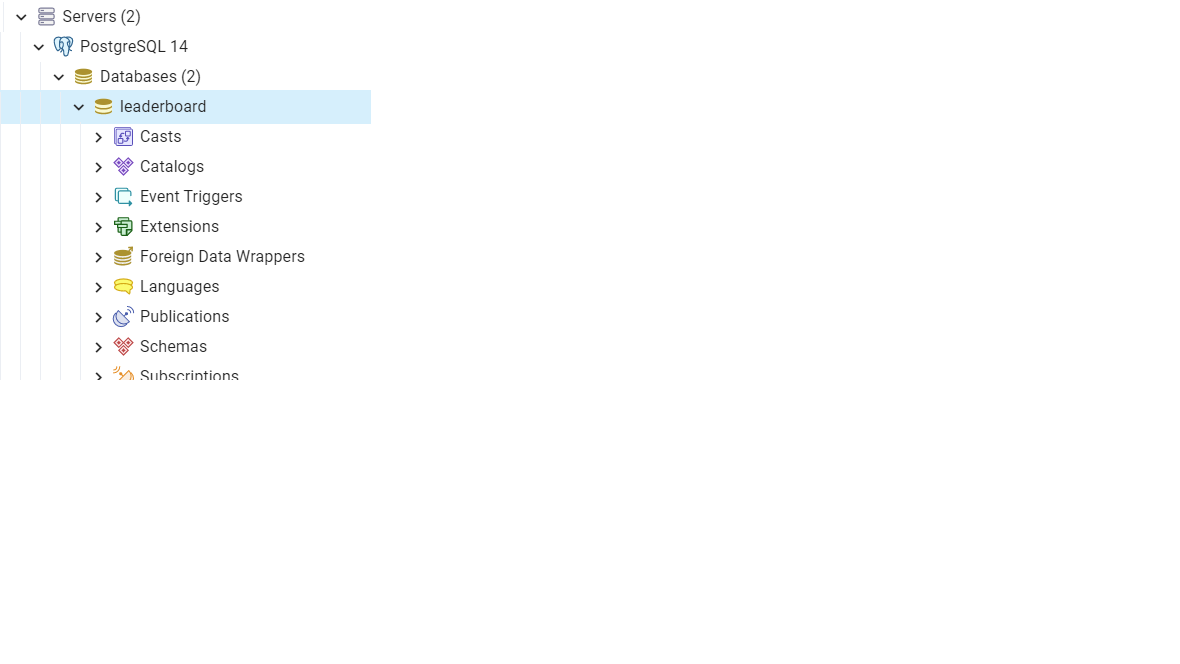 Servers (2)
PostgreSQL 14
Databases (2)
leaderboard
Casts
Catalogs
Event Triggers
Extensions
Foreign Data Wrappers
Languages
Publications
Schemas
Subscriptions